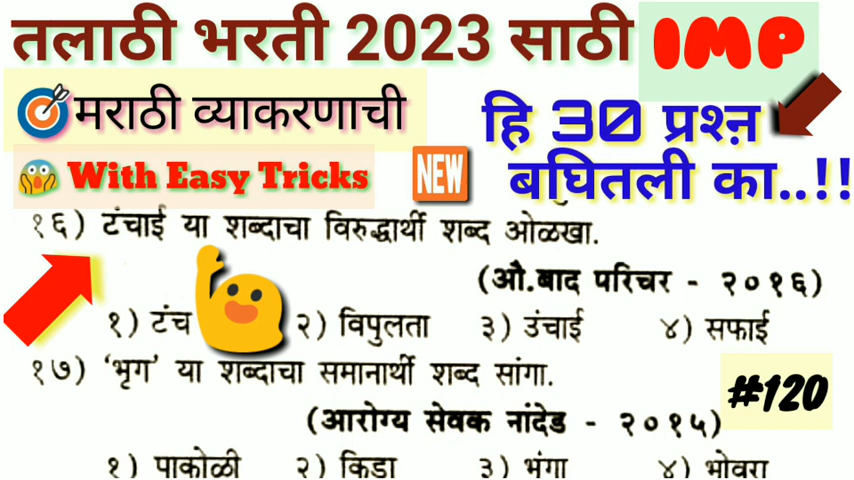 तलाठी भरती 2023 साठी IMP
🎯मराठी व्याकरणाची
हि 30 प्रश्ऩ
😱 With Easy Tricks
NEW
बघितली का..!!
१६) टंचाई या शब्दाचा विरुद्धार्थी शब्द ओळखा.
(औ.बाद परिचर - २०१६)
१) टंच २) विपुलता ३) उंचाई ४) सफाई
१७) ‘भृग’ या शब्दाचा समानार्थी शब्द सांगा.
#120
(आरोग्य सेवक नांदेड - २०१५)
१) पाकोळी २) किडा ३) भंगा ४) भोवरा